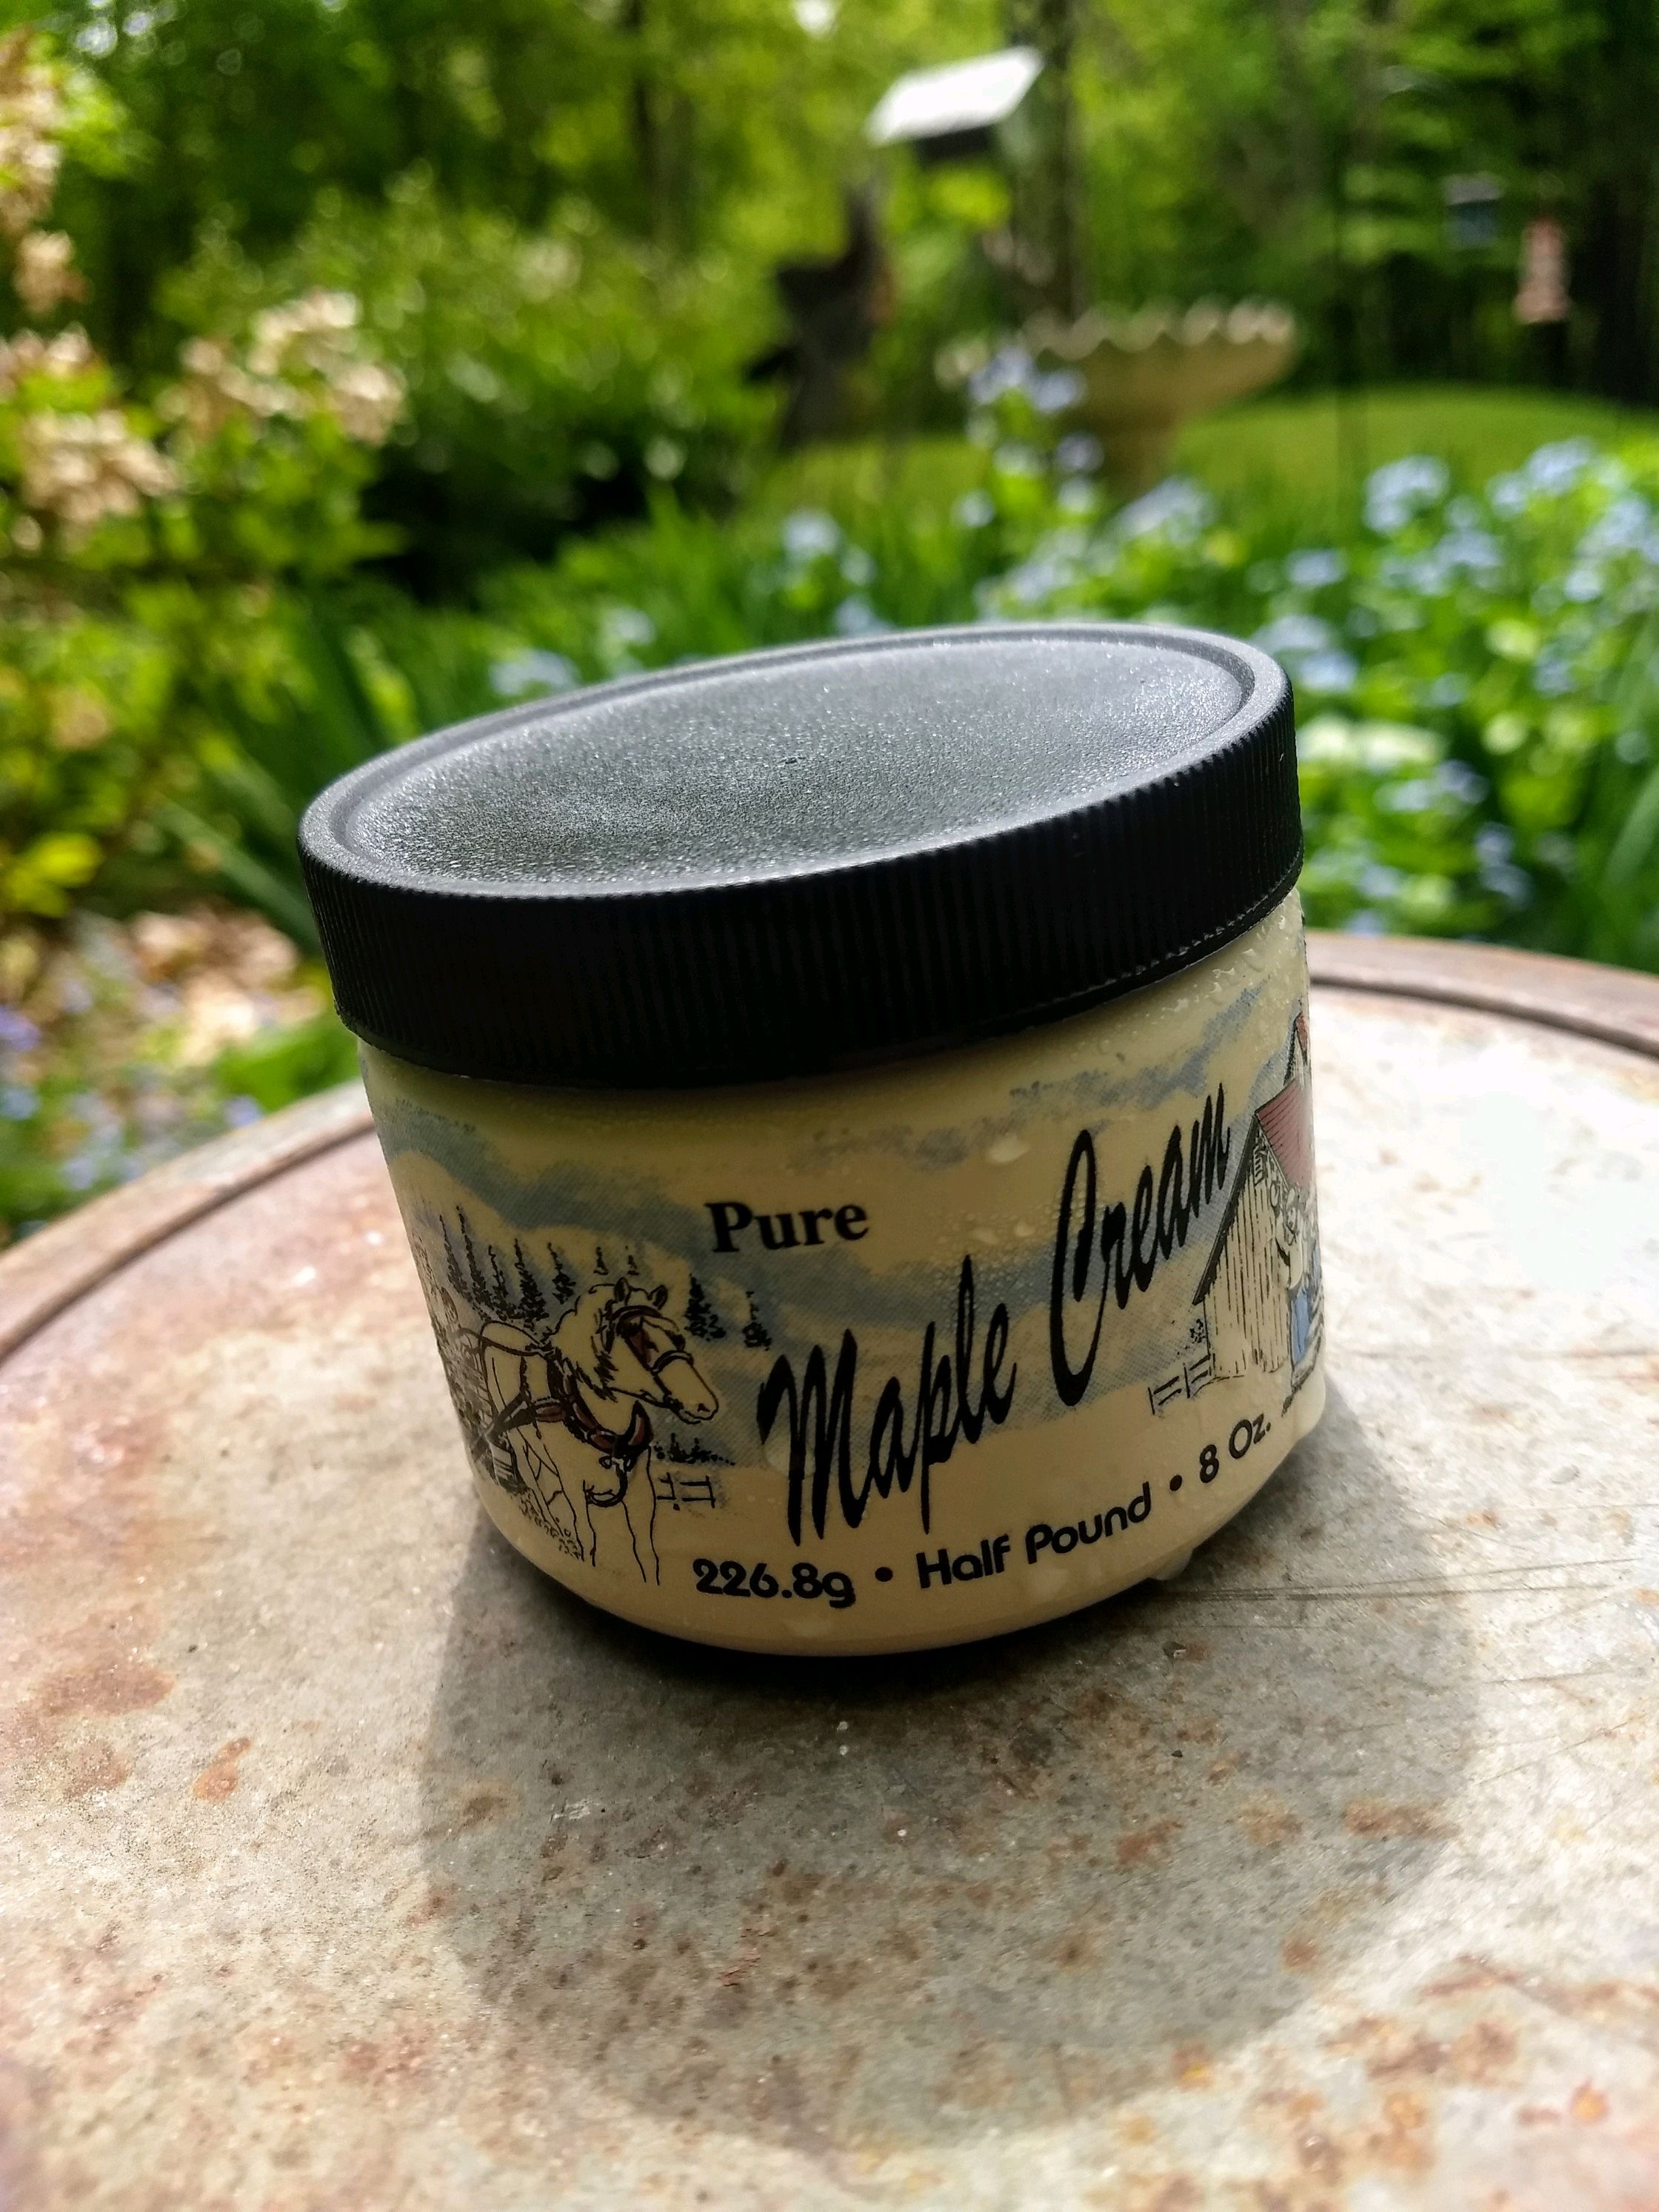 Pure
Maple Cream
226.8g • Half Pound • 8 Oz.